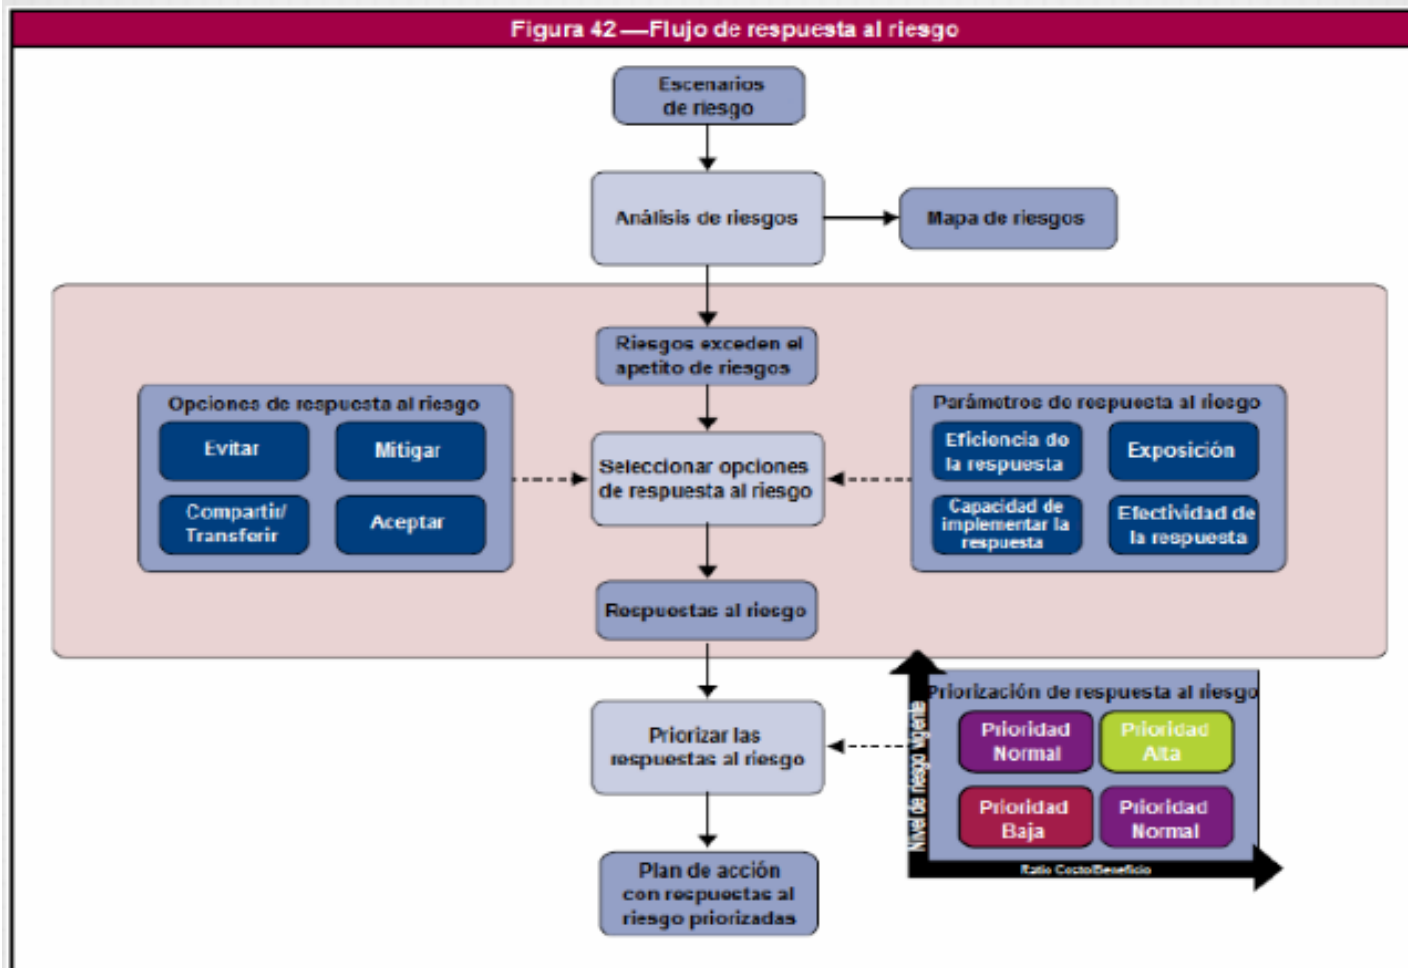 Figura 42—Flujo de respuesta al riesgo
Escenarios
de riesgo
Análisis de riesgos
Mapa de riesgos
Riesgos exceden el
apetito de riesgos
Opciones de respuesta al riesgo
Evitar
Mitigar
Compartir/
Transferir
Aceptar
Seleccionar opciones
de respuesta al riesgo
Parámetros de respuesta al riesgo
Eficiencia de
la respuesta
Exposición
Capacidad de
implementar la
respuesta
Efectividad de
la respuesta
Respuestas al riesgo
Priorizar las
respuestas al riesgo
Priorización de respuesta al riesgo
Nivel de riesgo vigente
Prioridad
Normal
Prioridad
Alta
Prioridad
Baja
Prioridad
Normal
Ratio Costo/Beneficio
Plan de acción
con respuestas al
riesgo priorizadas